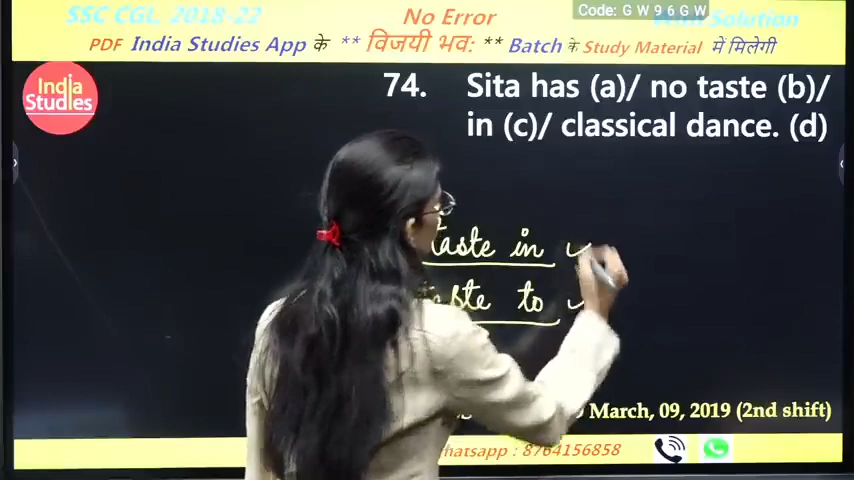 SSC CGL. 2018-22
No Error
Code: G W 9 6 G W
Solution
PDF India Studies App के ** विजयी भव: ** Batch के Study Material में मिलेगी
India
Studies
74. Sita has (a)/ no taste (b)/
in (c)/ classical dance. (d)
taste in ✓
taste to ✓
March, 09, 2019 (2nd shift)
hatsapp : 8764156858